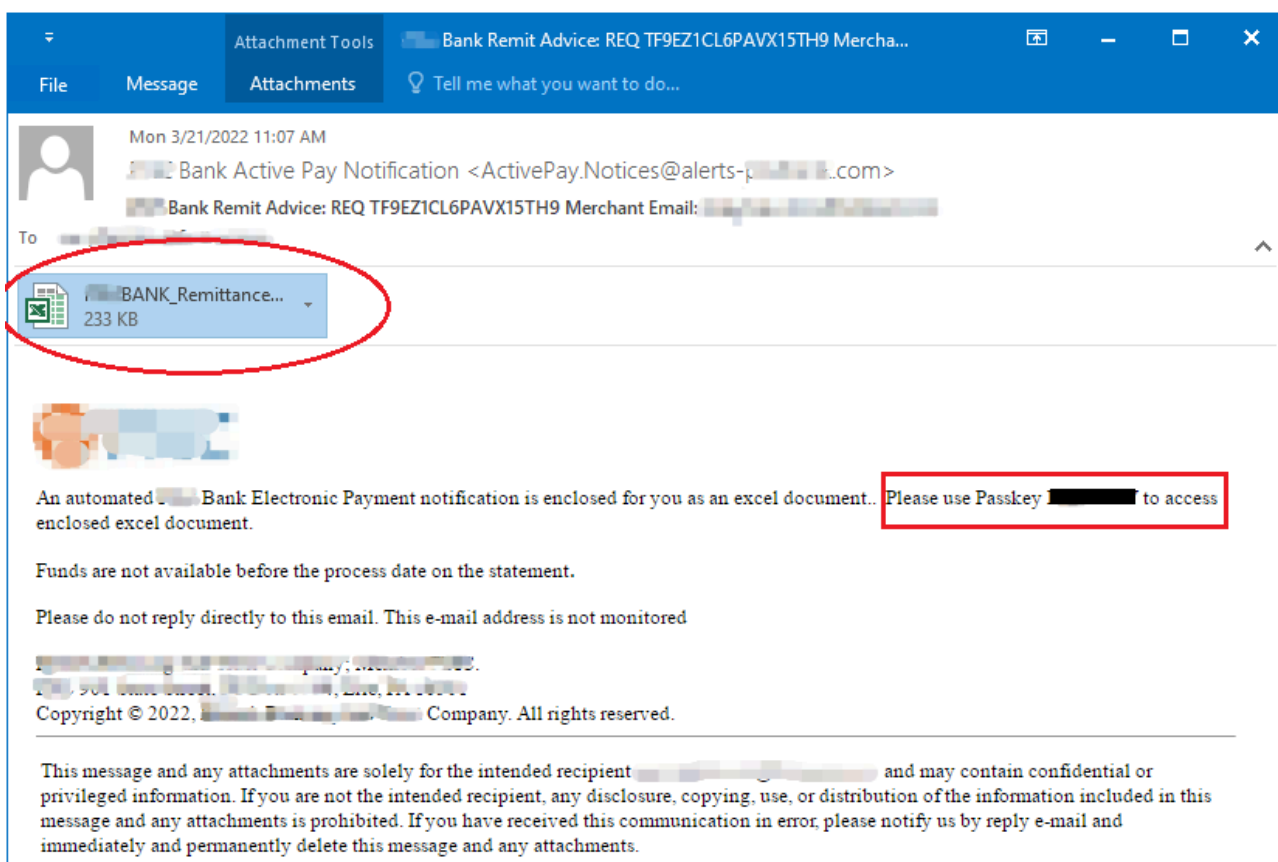 Attachment Tools
Bank Remit Advice: REQ TF9EZ1CL6PAVX15TH9 Mercha...
File Message Attachments Tell me what you want to do...
Mon 3/21/2022 11:07 AM
Bank Active Pay Notification <ActivePay.Notices@alerts-p .com>
Bank Remit Advice: REQ TF9EZ1CL6PAVX15TH9 Merchant Email:
To
BANK_Remittance...
233 KB
An automated Bank Electronic Payment notification is enclosed for you as an excel document.. Please use Passkey to access
enclosed excel document.
Funds are not available before the process date on the statement.
Please do not reply directly to this email. This e-mail address is not monitored
Copyright © 2022, Company. All rights reserved.
This message and any attachments are solely for the intended recipient and may contain confidential or
privileged information. If you are not the intended recipient, any disclosure, copying, use, or distribution of the information included in this
message and any attachments is prohibited. If you have received this communication in error, please notify us by reply e-mail and
immediately and permanently delete this message and any attachments.